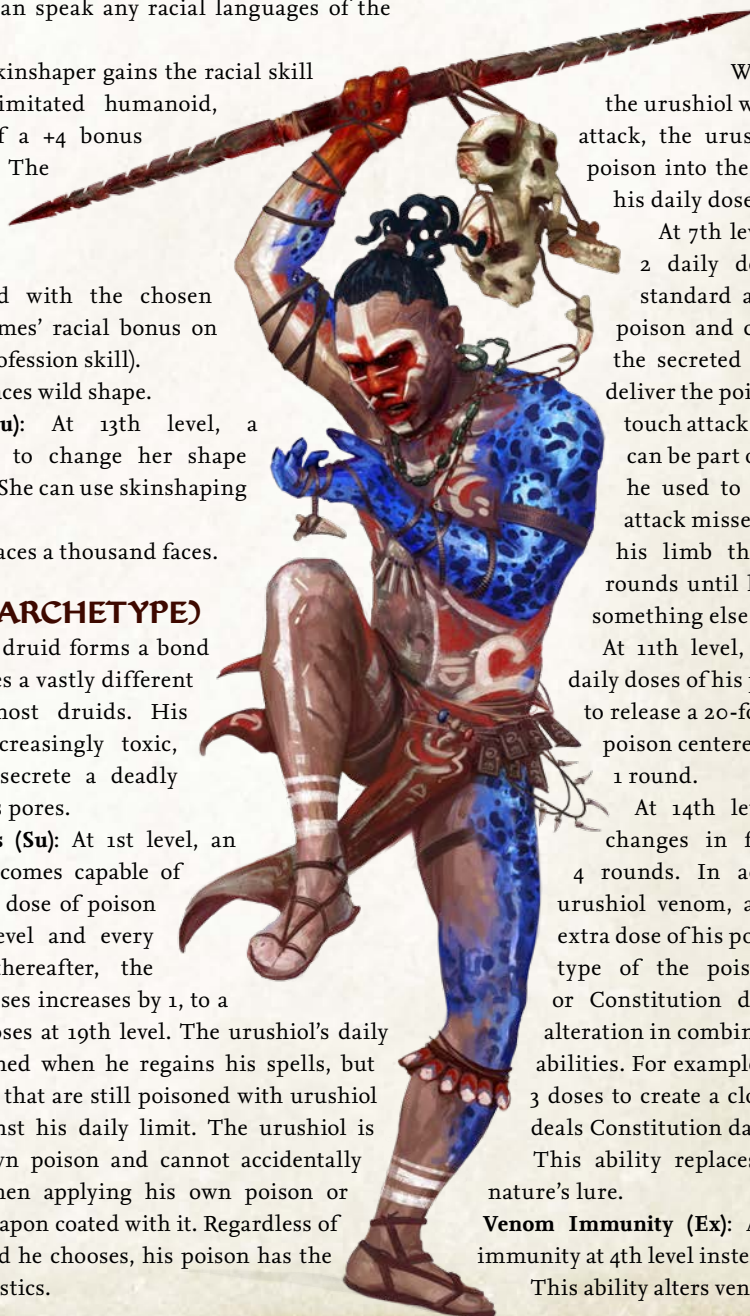 an speak any racial languages of the
kinshaper gains the racial skill
imitated humanoid,
f a +4 bonus
The
d with the chosen
mes’ racial bonus on
ofession skill).
ces wild shape.
u): At 13th level, a
to change her shape
She can use skinshaping
aces a thousand faces.
ARCHETYPE)
druid forms a bond
es a vastly different
most druids. His
creasingly toxic,
secrete a deadly
s pores.
s (Su): At 1st level, an
comes capable of
dose of poison
evel and every
thereafter, the
ses increases by 1, to a
oses at 19th level. The urushiol’s daily
ned when he regains his spells, but
that are still poisoned with urushiol
nst his daily limit. The urushiol is
wn poison and cannot accidentally
hen applying his own poison or
eapon coated with it. Regardless of
d he chooses, his poison has the
stics.
W
the urushiol w
attack, the urus
poison into the
his daily dose
At 7th lev
2 daily do
standard a
poison and c
the secreted
deliver the poi
touch attack
can be part o
he used to
attack misse
his limb th
rounds until h
something else
At 11th level,
daily doses of his p
to release a 20-fo
poison centere
1 round.
At 14th lev
changes in f
4 rounds. In ad
urushiol venom, a
extra dose of his po
type of the pois
or Constitution d
alteration in combin
abilities. For example
3 doses to create a clo
deals Constitution da
This ability replaces
nature’s lure.
Venom Immunity (Ex): A
immunity at 4th level inste
This ability alters ven